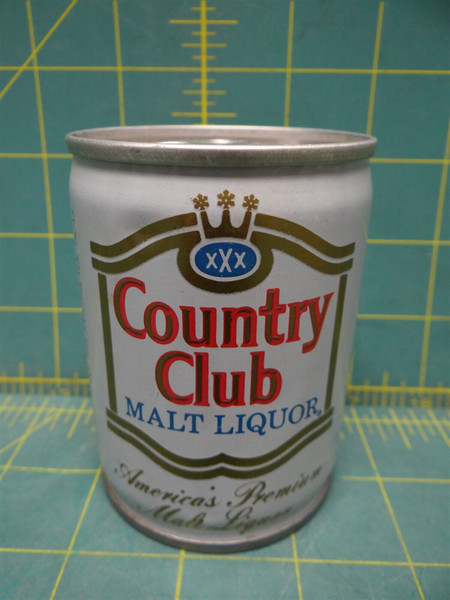 xXx
Country
Club
MALT LIQUOR
America's Premium
Malt Liquor